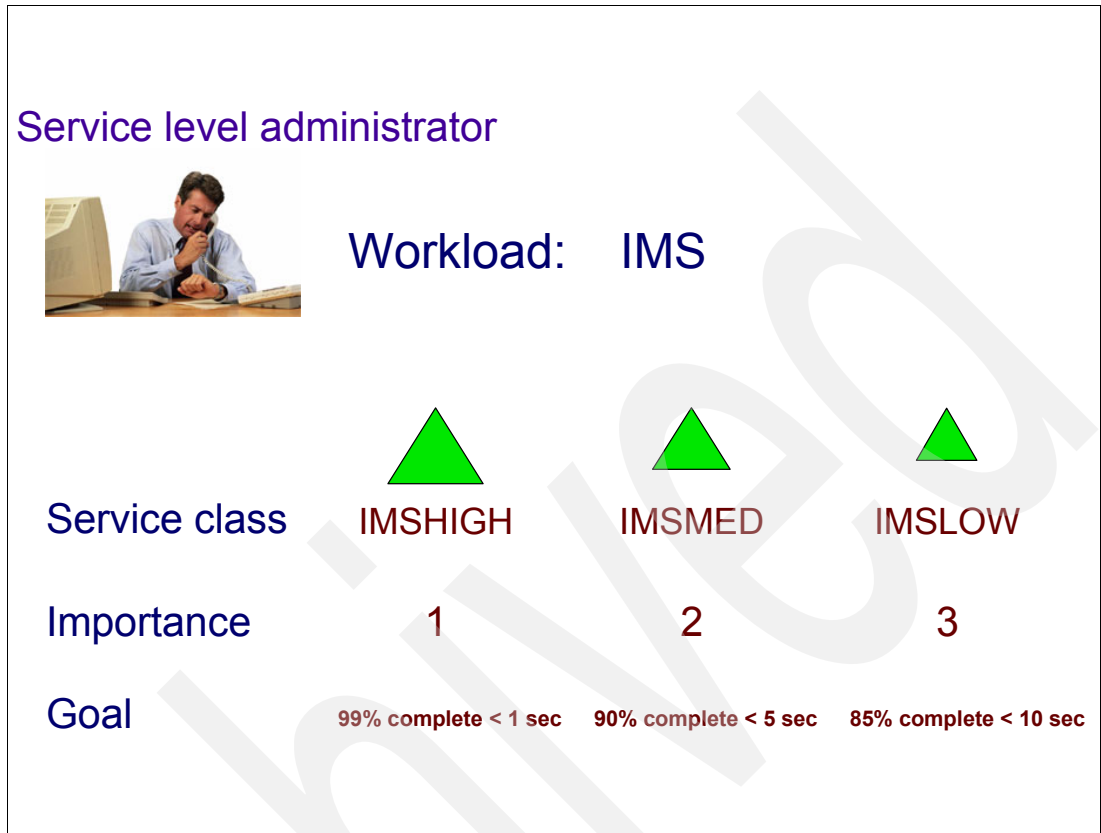 Service level administrator
Workload: IMS
Service class IMSHIGH IMSMED IMSLOW
Importance 1 2 3
Goal 99% complete < 1 sec 90% complete < 5 sec 85% complete < 10 sec
hived